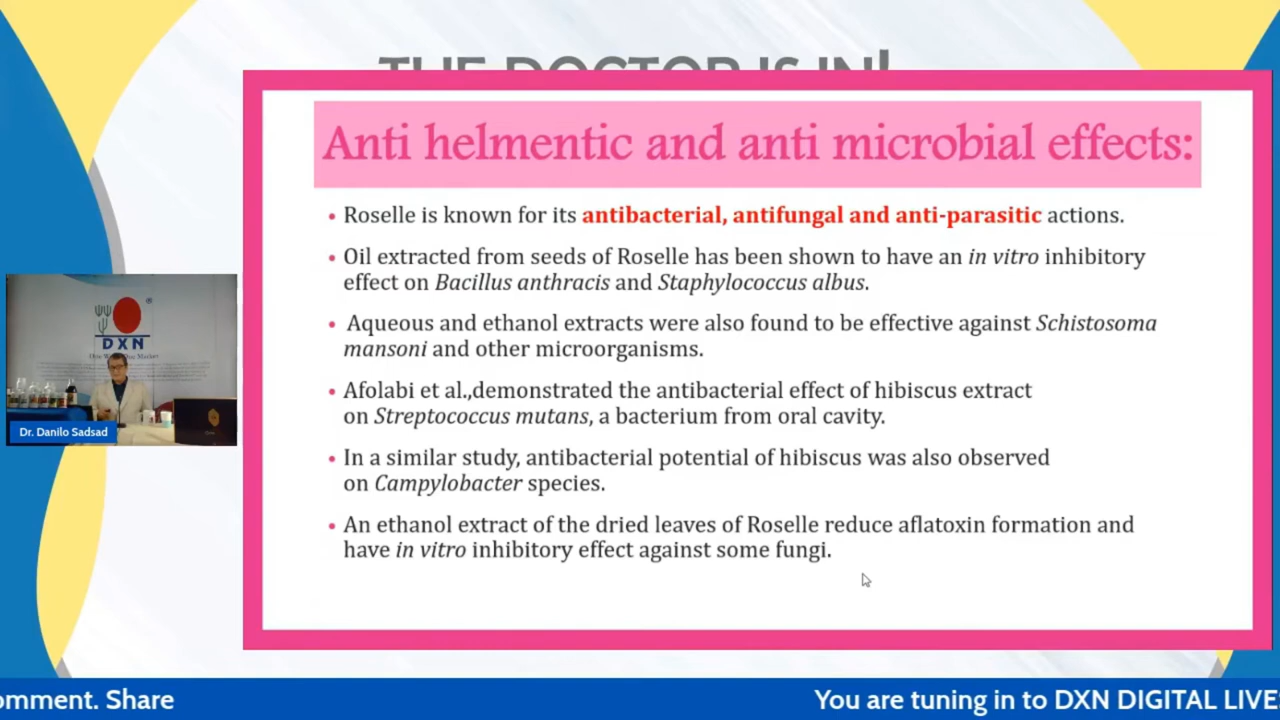 THE DOCTOR IS IN!
Anti helmentic and anti microbial effects:
• Roselle is known for its antibacterial, antifungal and anti-parasitic actions.
• Oil extracted from seeds of Roselle has been shown to have an in vitro inhibitory
effect on Bacillus anthracis and Staphylococcus albus.
• Aqueous and ethanol extracts were also found to be effective against Schistosoma
mansoni and other microorganisms.
• Afolabi et al.,demonstrated the antibacterial effect of hibiscus extract
on Streptococcus mutans, a bacterium from oral cavity.
• In a similar study, antibacterial potential of hibiscus was also observed
on Campylobacter species.
• An ethanol extract of the dried leaves of Roselle reduce aflatoxin formation and
have in vitro inhibitory effect against some fungi.
DXN
Dr. Danilo Sadsad
omment. Share
You are tuning in to DXN DIGITAL LIVE